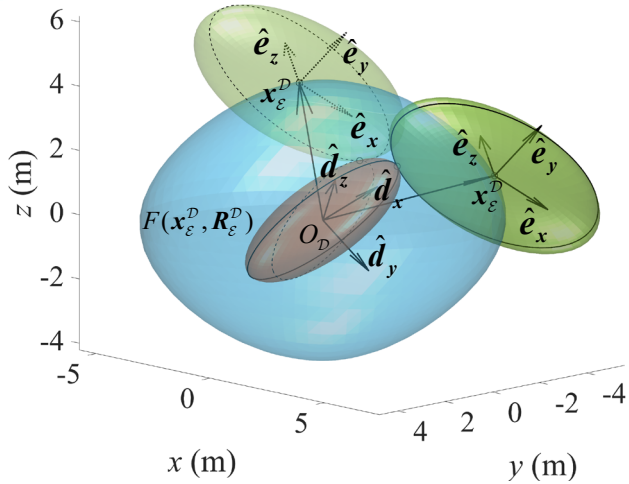 6
4
2
0
-2
-4
z (m)
-5
0
5
x (m)
4
2
0
-2
-4
y (m)
ê_z
ê_y
x_ℰ^𝒟
ê_x
d̂_z
d̂_x
F(x_ℰ^𝒟, R_ℰ^𝒟)
O_𝒟
d̂_y
ê_z
ê_y
x_ℰ^𝒟
ê_x